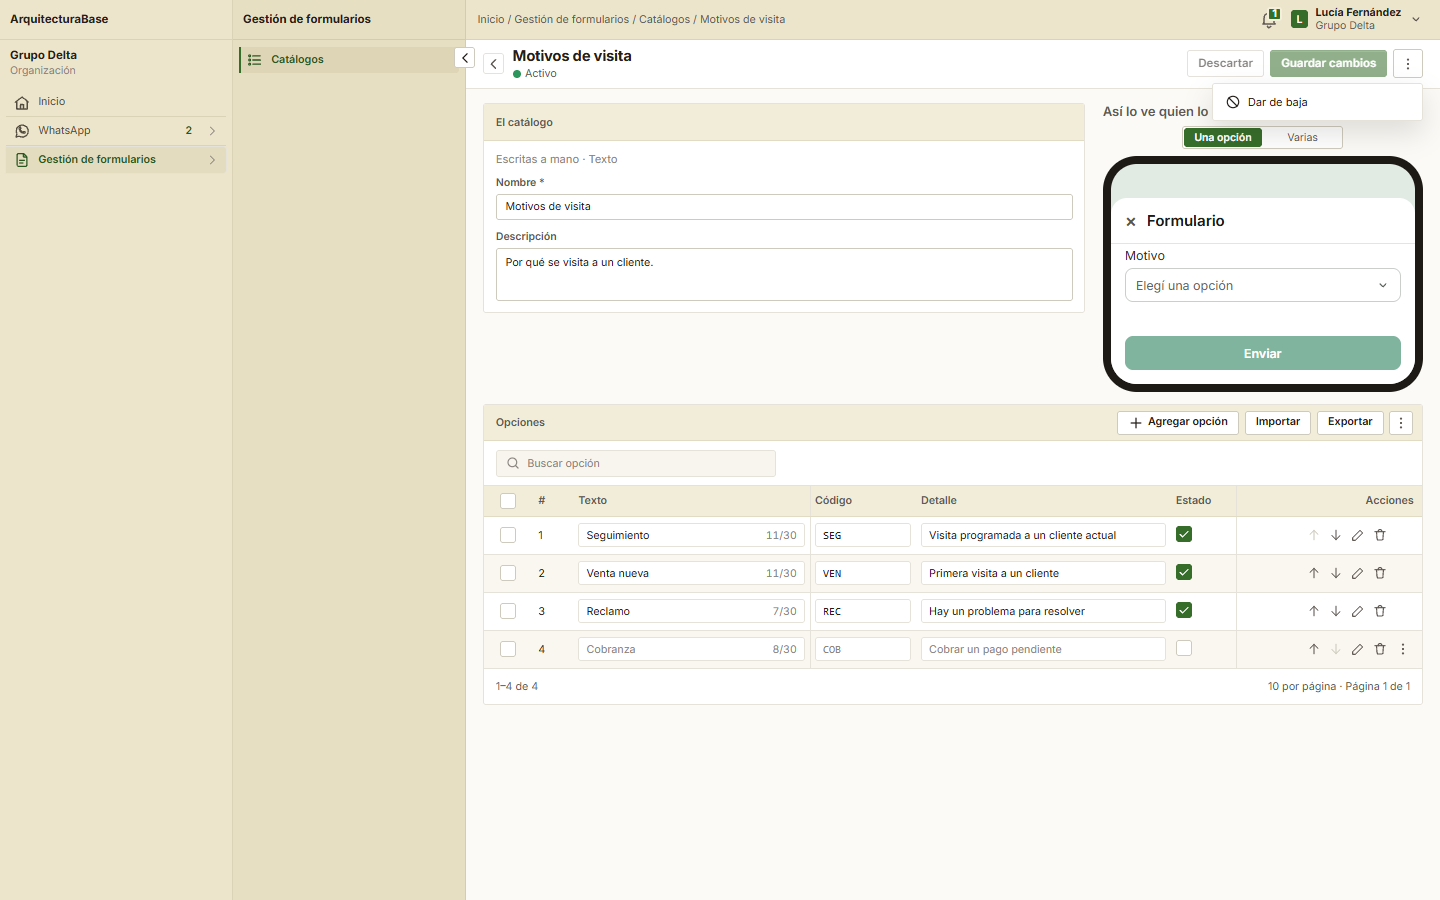 ArquitecturaBase
Gestión de formularios
Inicio / Gestión de formularios / Catálogos / Motivos de visita
1
L
Lucía Fernández
Grupo Delta
Grupo Delta
Organización
Inicio
WhatsApp 2
Gestión de formularios
Catálogos
Motivos de visita
Activo
Descartar
Guardar cambios
Dar de baja
El catálogo
Escritas a mano · Texto
Nombre *
Motivos de visita
Descripción
Por qué se visita a un cliente.
Así lo ve quien lo
Una opción Varias
Formulario
Motivo
Elegí una opción
Enviar
Opciones
Agregar opción Importar Exportar
Buscar opción
# Texto Código Detalle Estado Acciones
1 Seguimiento 11/30 SEG Visita programada a un cliente actual
2 Venta nueva 11/30 VEN Primera visita a un cliente
3 Reclamo 7/30 REC Hay un problema para resolver
4 Cobranza 8/30 COB Cobrar un pago pendiente
1–4 de 4
10 por página · Página 1 de 1